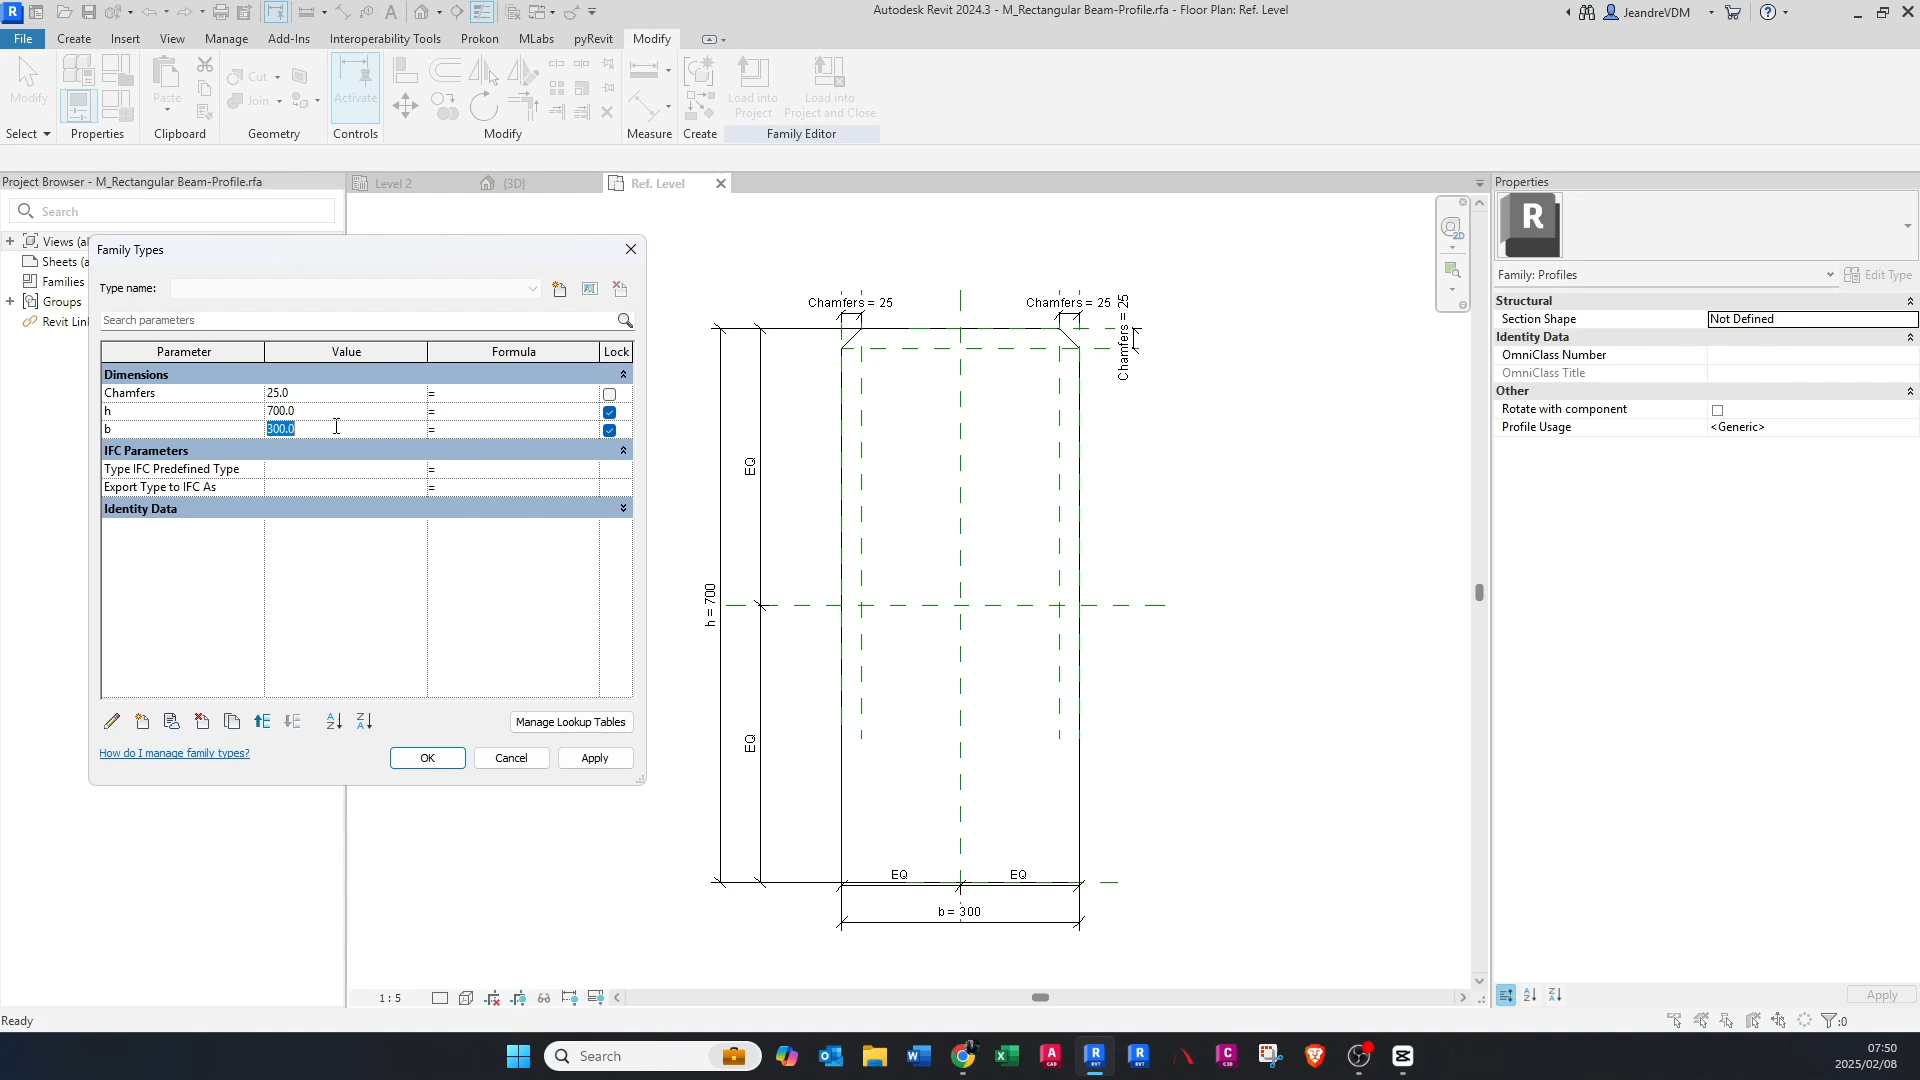 Autodesk Revit 2024.3 - M_Rectangular Beam-Profile.rfa - Floor Plan: Ref. Level
JeandreVDM
File Create Insert View Manage Add-Ins Interoperability Tools Prokon MLabs pyRevit Modify
Modify
Paste
Cut
Join
Activate
Load into Project
Load into Project and Close
Select Properties Clipboard Geometry Controls Modify Measure Create Family Editor
Project Browser - M_Rectangular Beam-Profile.rfa
Search
Views (al
Sheets (a
Families
Groups
Revit Link
Level 2
{3D}
Ref. Level
Family Types
Type name:
Search parameters
Parameter Value Formula Lock
Dimensions
Chamfers 25.0 =
h 700.0 =
b 300.0 =
IFC Parameters
Type IFC Predefined Type =
Export Type to IFC As =
Identity Data
Manage Lookup Tables
How do I manage family types?
OK Cancel Apply
Chamfers = 25
Chamfers = 25
Chamfers = 25
EQ
h = 700
EQ
EQ EQ
b = 300
2D
Properties
R
Family: Profiles
Edit Type
Structural
Section Shape Not Defined
Identity Data
OmniClass Number
OmniClass Title
Other
Rotate with component
Profile Usage <Generic>
Apply
1 : 5
Ready
:0
Search
07:50
2025/02/08